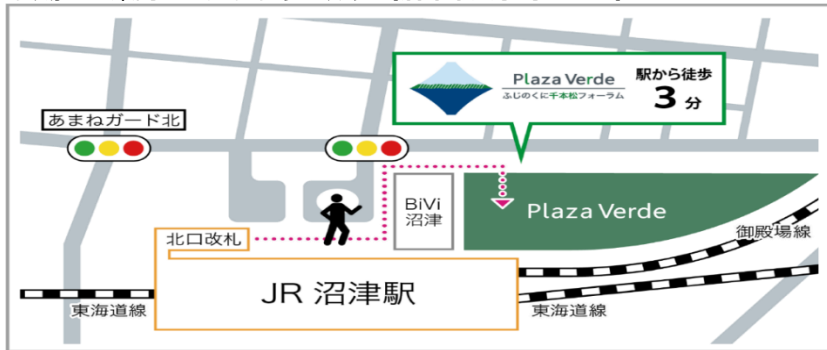 あまねガード北
Plaza Verde
ふじのくに千本松フォーラム
駅から徒歩
3 分
BiVi
沼津
Plaza Verde
北口改札
御殿場線
JR 沼津駅
東海道線
東海道線